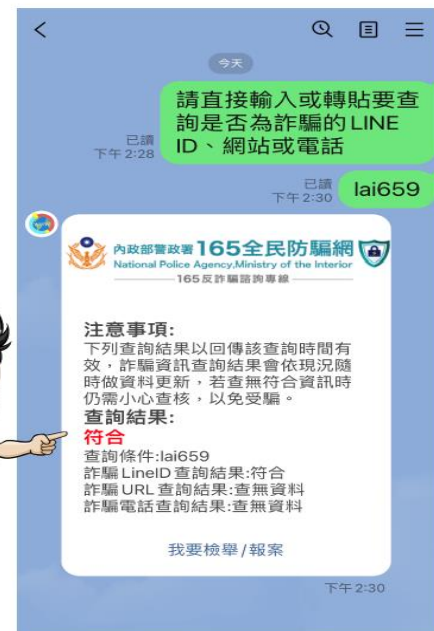 今天
請直接輸入或轉貼要查
詢是否為詐騙的LINE
ID、網站或電話
已讀
下午2:28
已讀
下午2:30
lai659
內政部警政署165全民防騙網
National Police Agency,Ministry of the Interior
165反詐騙諮詢專線
注意事項:
下列查詢結果以回傳該查詢時間有
效，詐騙資訊查詢結果會依現況隨
時做資料更新，若查無符合資訊時
仍需小心查核，以免受騙。
查詢結果:
符合
查詢條件:lai659
詐騙LineID查詢結果:符合
詐騙URL查詢結果:查無資料
詐騙電話查詢結果:查無資料
我要檢舉/報案
下午2:30